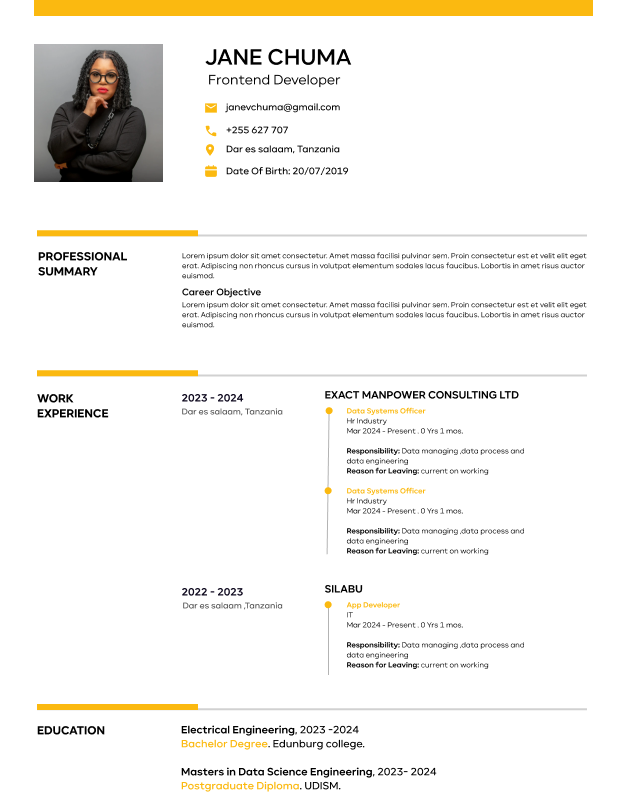 JANE CHUMA
Frontend Developer
janevchuma@gmail.com
+255 627 707
Dar es salaam, Tanzania
Date Of Birth: 20/07/2019
PROFESSIONAL
SUMMARY
Lorem ipsum dolor sit amet consectetur. Amet massa facilisi pulvinar sem. Proin consectetur est et velit elit eget
erat. Adipiscing non rhoncus cursus in volutpat elementum sodales lacus faucibus. Lobortis in amet risus auctor
euismod.
Career Objective
Lorem ipsum dolor sit amet consectetur. Amet massa facilisi pulvinar sem. Proin consectetur est et velit elit eget
erat. Adipiscing non rhoncus cursus in volutpat elementum sodales lacus faucibus. Lobortis in amet risus auctor
euismod.
WORK
EXPERIENCE
2023 - 2024
Dar es salaam, Tanzania
EXACT MANPOWER CONSULTING LTD
Data Systems Officer
Hr Industry
Mar 2024 - Present . 0 Yrs 1 mos.
Responsibility: Data managing ,data process and
data engineering
Reason for Leaving: current on working
Data Systems Officer
Hr Industry
Mar 2024 - Present . 0 Yrs 1 mos.
Responsibility: Data managing ,data process and
data engineering
Reason for Leaving: current on working
2022 - 2023
Dar es salaam ,Tanzania
SILABU
App Developer
IT
Mar 2024 - Present . 0 Yrs 1 mos.
Responsibility: Data managing ,data process and
data engineering
Reason for Leaving: current on working
EDUCATION
Electrical Engineering, 2023 -2024
Bachelor Degree. Edunburg college.
Masters in Data Science Engineering, 2023- 2024
Postgraduate Diploma. UDISM.